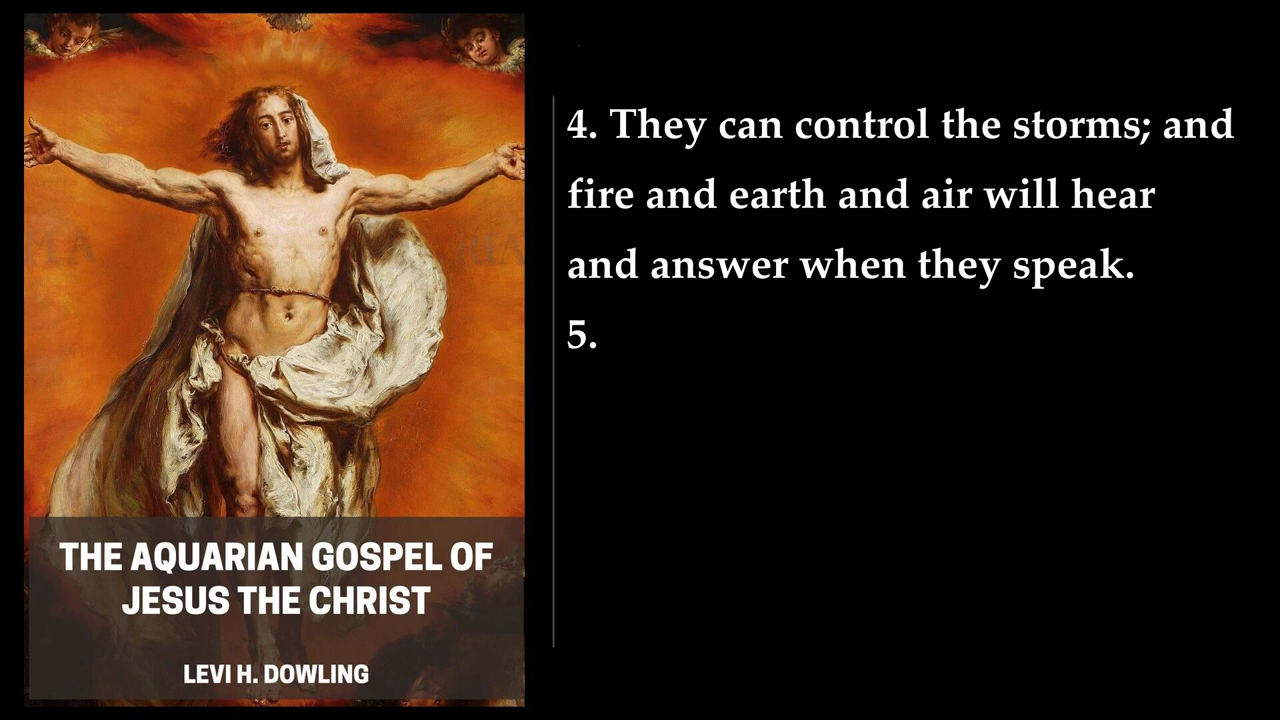 4. They can control the storms; and
fire and earth and air will hear
and answer when they speak.
5.
THE AQUARIAN GOSPEL OF
JESUS THE CHRIST
LEVI H. DOWLING